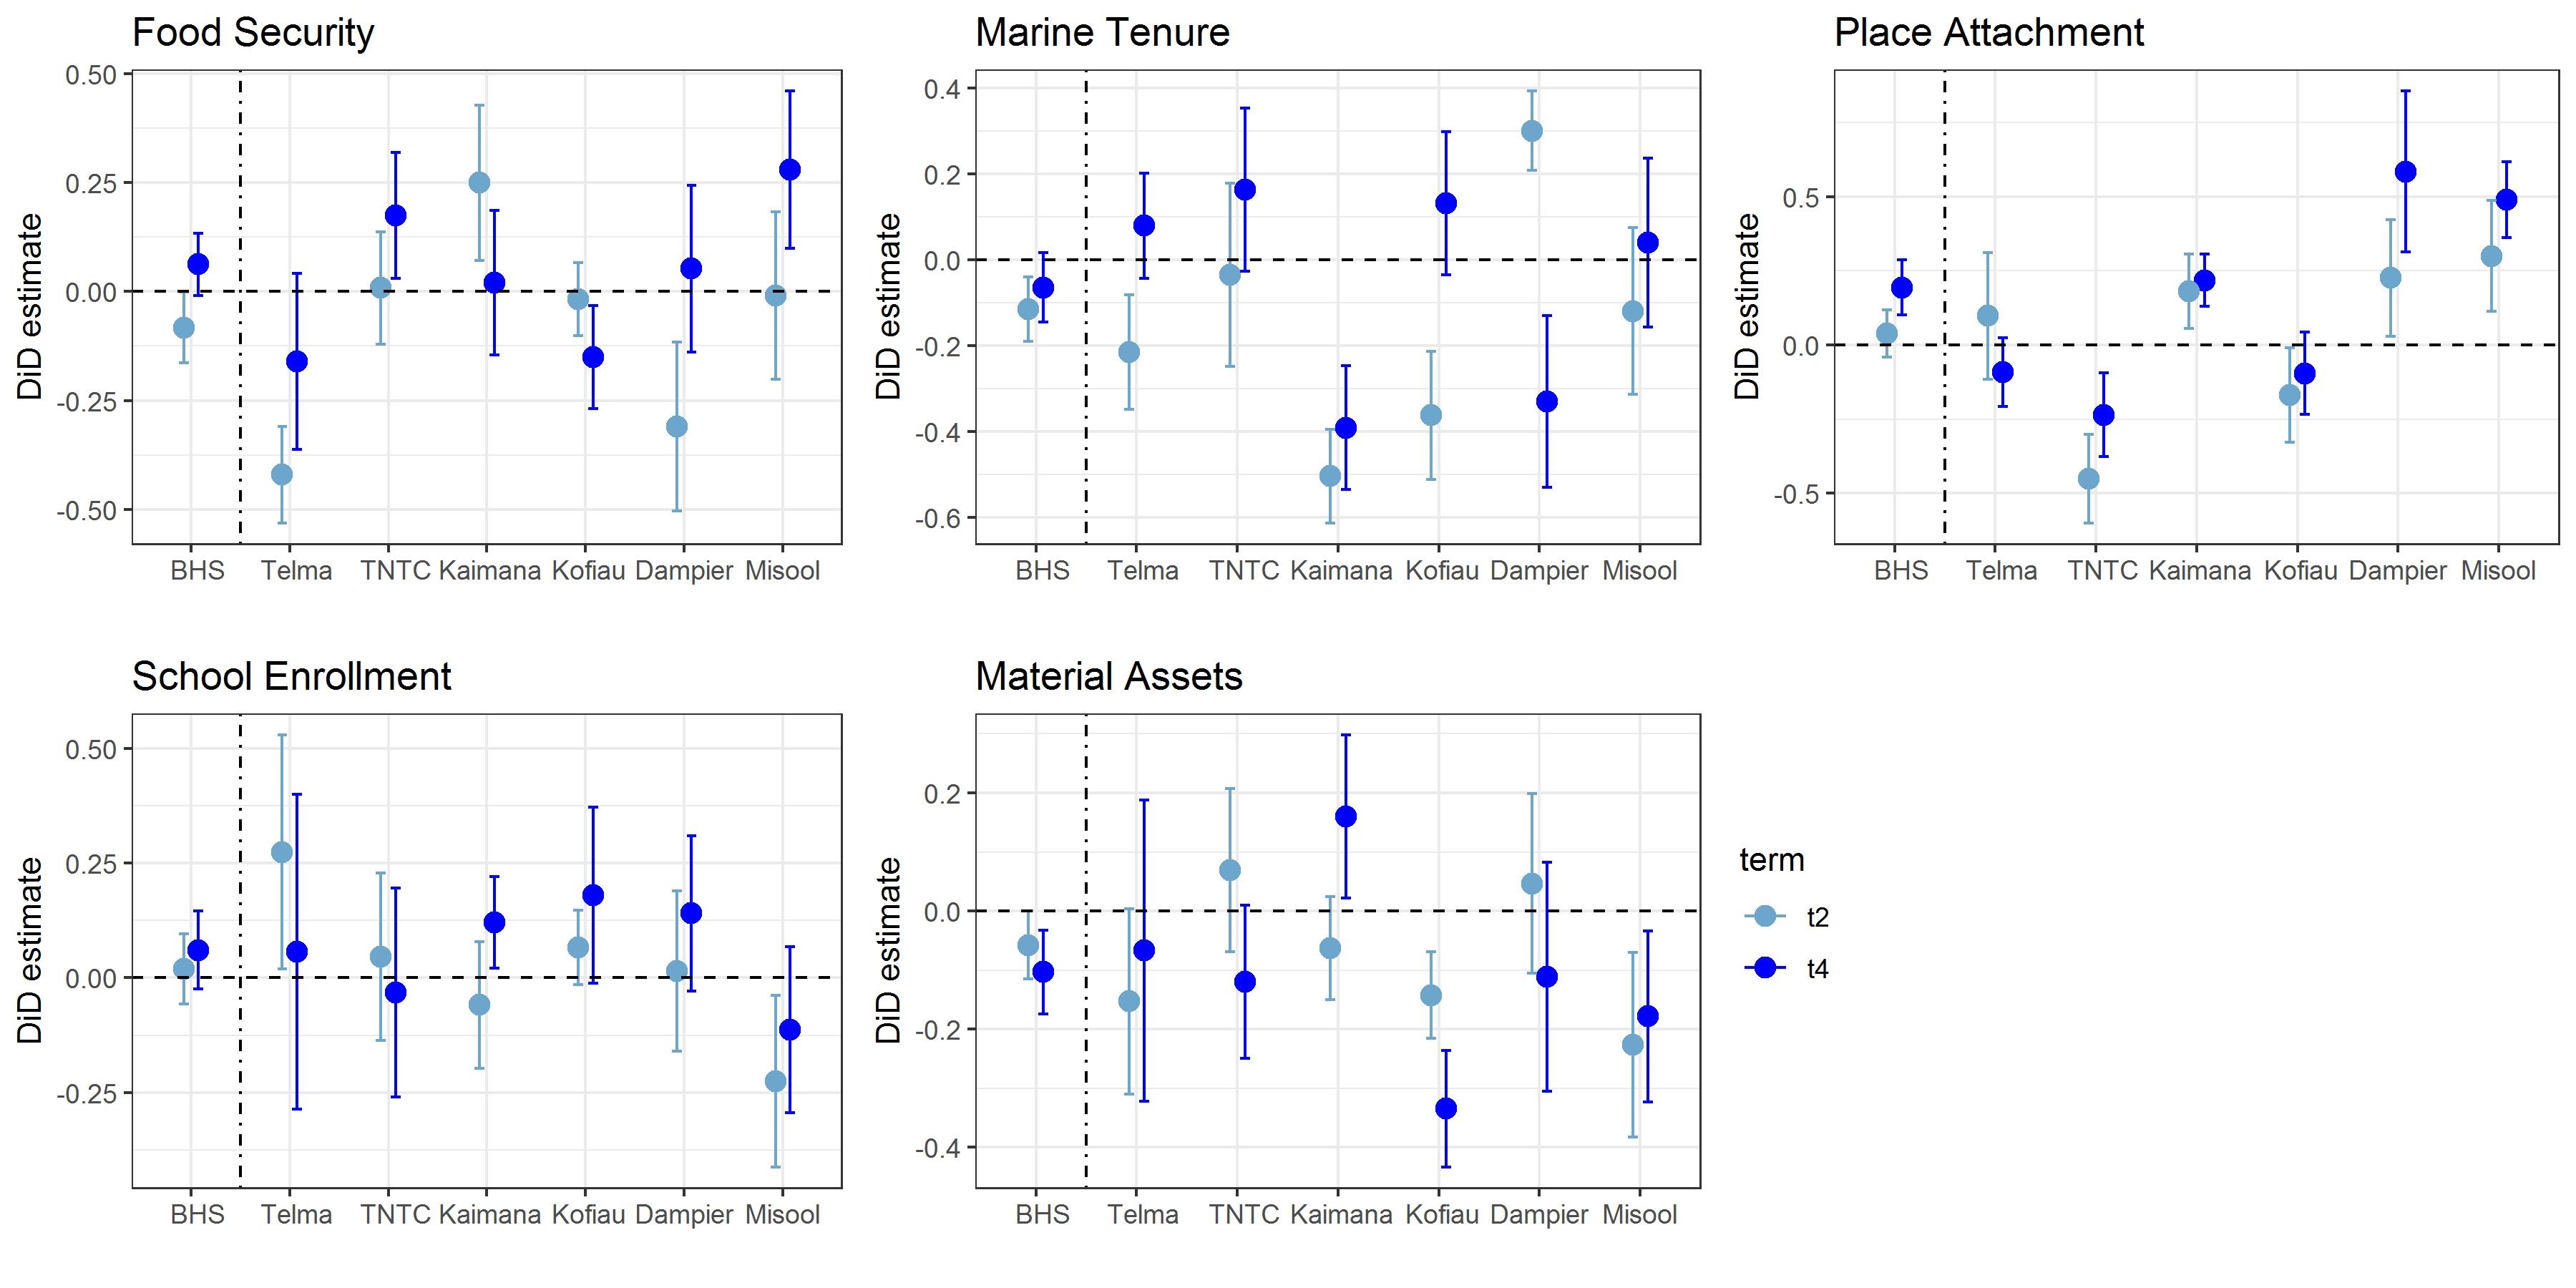 Food Security
0.50
0.25
0.00
-0.25
-0.50
DiD estimate
BHS Telma TNTC Kaimana Kofiau Dampier Misool
Marine Tenure
0.4
0.2
0.0
-0.2
-0.4
-0.6
DiD estimate
BHS Telma TNTC Kaimana Kofiau Dampier Misool
Place Attachment
0.5
0.0
-0.5
DiD estimate
BHS Telma TNTC Kaimana Kofiau Dampier Misool
School Enrollment
0.50
0.25
0.00
-0.25
DiD estimate
BHS Telma TNTC Kaimana Kofiau Dampier Misool
Material Assets
0.2
0.0
-0.2
-0.4
DiD estimate
BHS Telma TNTC Kaimana Kofiau Dampier Misool
term
t2
t4